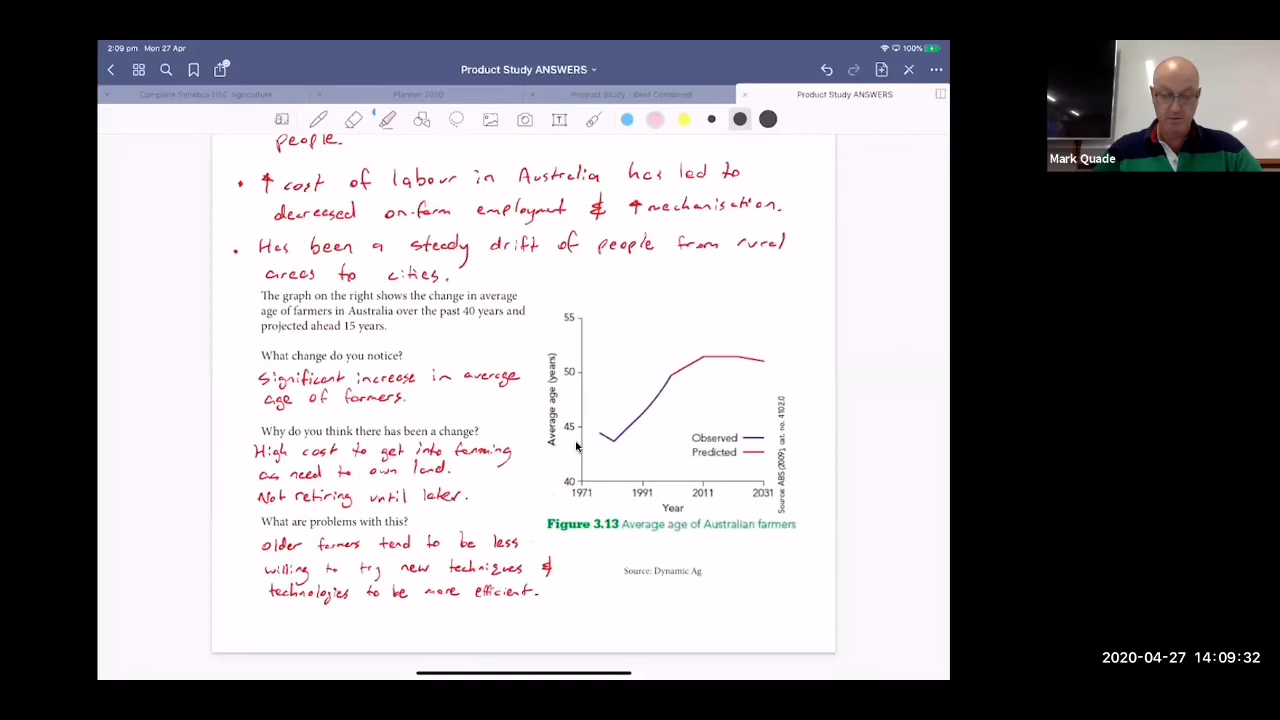 2:09 pm Mon 27 Apr
100%
Product Study ANSWERS
Complete Syllabus HSC Agriculture
Planner 2020
Product Study - Beef Combined
Product Study ANSWERS
Mark Quade
people.
• ↑ cost of labour in Australia has led to
decreased on-farm employment & ↑ mechanisation.
• Has been a steady drift of people from rural
areas to cities.
The graph on the right shows the change in average
age of farmers in Australia over the past 40 years and
projected ahead 15 years.
What change do you notice?
Significant increase in average
age of farmers.
Why do you think there has been a change?
High cost to get into farming
as need to own land.
Not retiring until later.
What are problems with this?
Older farmers tend to be less
willing to try new techniques &
technologies to be more efficient.
55
50
45
40
Average age (years)
1971 1991 2011 2031
Year
Observed
Predicted
Source: ABS (2009), cat. no. 4102.0
Figure 3.13 Average age of Australian farmers
Source: Dynamic Ag
2020-04-27 14:09:32